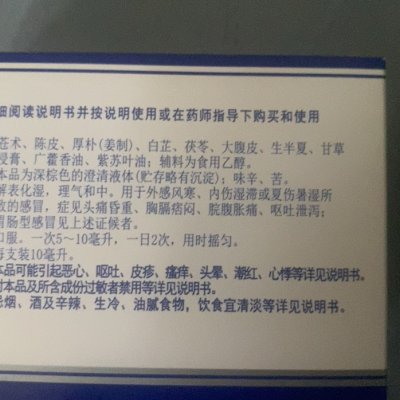 细阅读说明书并按说明使用或在药师指导下购买和使用
苍术、陈皮、厚朴(姜制)、白芷、茯苓、大腹皮、生半夏、甘草
浸膏、广藿香油、紫苏叶油；辅料为食用乙醇。
本品为深棕色的澄清液体(贮存略有沉淀)；味辛、苦。
解表化湿，理气和中。用于外感风寒、内伤湿滞或夏伤暑湿所
致的感冒，症见头痛昏重、胸膈痞闷、脘腹胀痛、呕吐泄泻；
胃肠型感冒见上述证候者。
口服。一次5～10毫升，一日2次，用时摇匀。
每支装10毫升。
本品可能引起恶心、呕吐、皮疹、瘙痒、头晕、潮红、心悸等详见说明书。
对本品及所含成份过敏者禁用等详见说明书。
忌烟、酒及辛辣、生冷、油腻食物，饮食宜清淡等详见说明书。